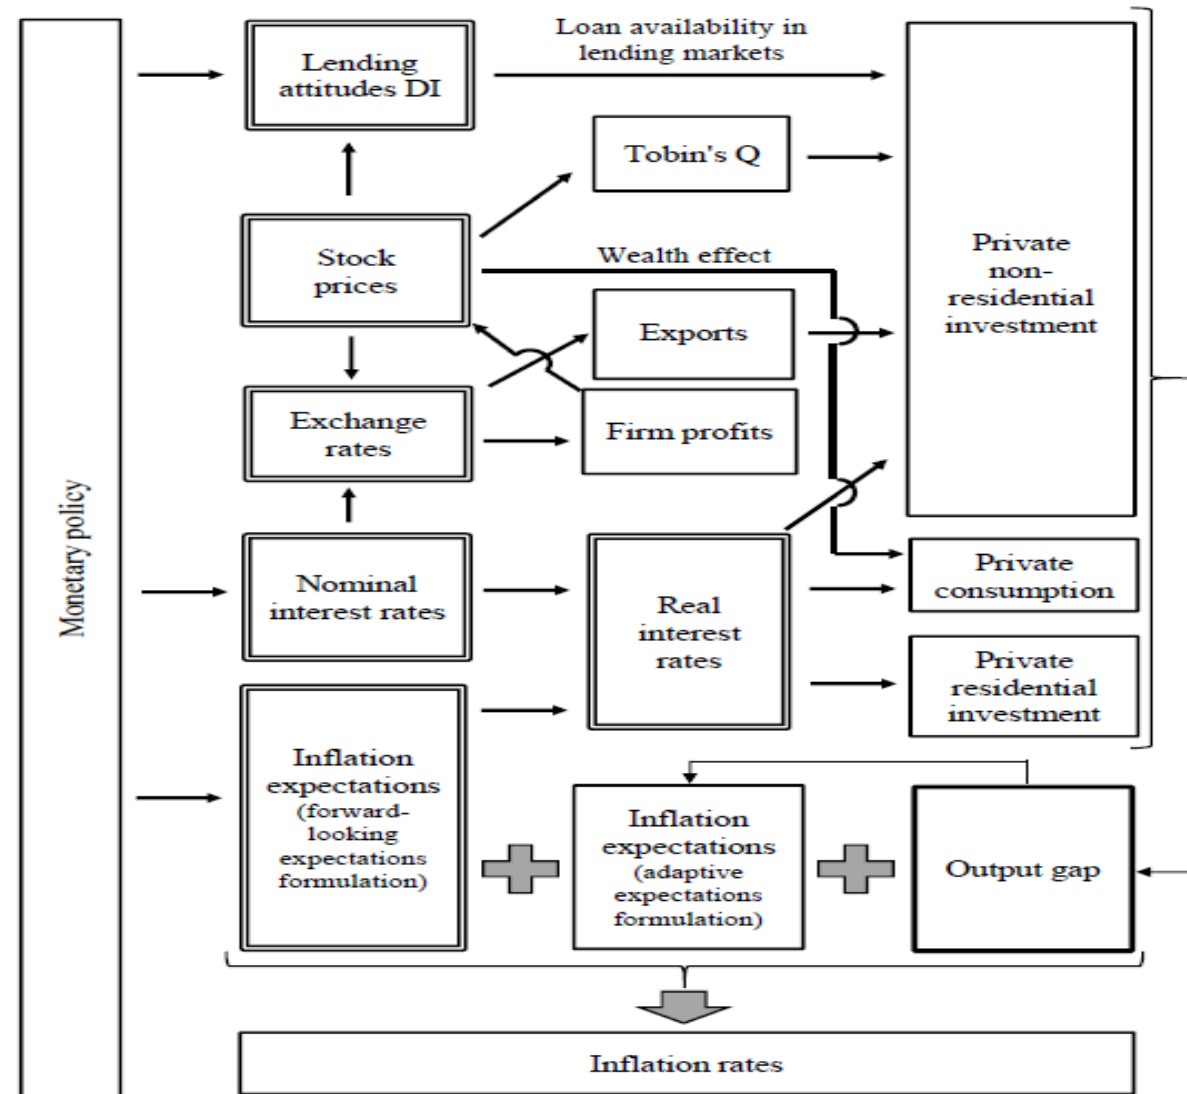 Monetary policy
Lending
attitudes DI
Loan availability in
lending markets
Tobin's Q
Stock
prices
Wealth effect
Private
non-
residential
investment
Exports
Exchange
rates
Firm profits
Nominal
interest rates
Real
interest
rates
Private
consumption
Private
residential
investment
Inflation
expectations
(forward-
looking
expectations
formulation)
Inflation
expectations
(adaptive
expectations
formulation)
Output gap
Inflation rates